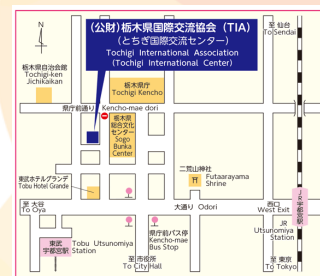 (公財)栃木県国際交流協会(TIA)
(とちぎ国際交流センター)
Tochigi International Association
(Tochigi International Center)
至 仙台
To Sendai
N
栃木県自治会館
Tochigi-ken
Jichikaikan
栃木県庁
Tochigi Kencho
県庁前通り Kencho-mae dori
栃木県
総合文化
センター
Sogo
Bunka
Center
東武ホテルグランデ
Tobu Hotel Grande
二荒山神社
Futaarayama
Shrine
JR宇都宮駅
至 大谷
To Oya
大通り Odori
西口
West Exit
JR
Utsunomiya
Station
東武
宇都宮駅
Tobu Utsunomiya
Station
県庁前バス停
Kencho-mae
Bus Stop
至市役所
To City Hall
至 東京
To Tokyo